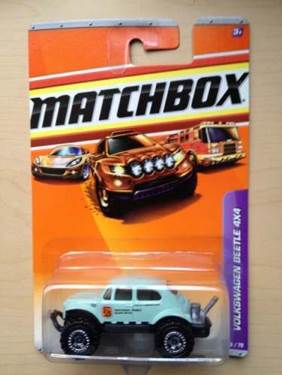 3+
MATCHBOX
VOLKSWAGEN BEETLE 4X4